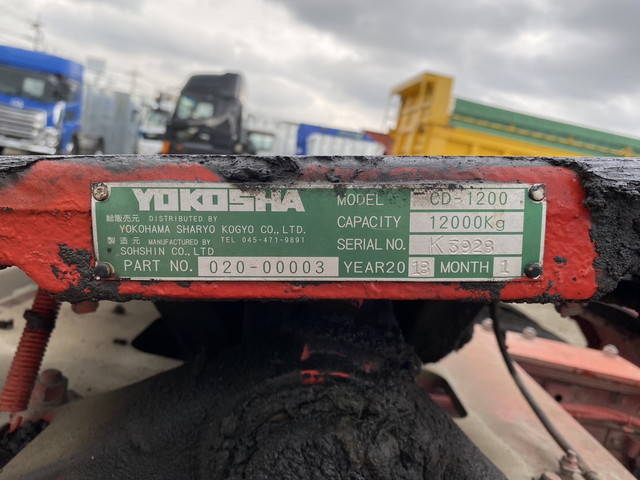 YOKOSHA
総販売元 DISTRIBUTED BY
YOKOHAMA SHARYO KOGYO CO., LTD.
TEL 045-471-9891
製造元 MANUFACTURED BY
SOHSHIN CO., LTD
PART NO. 020-00003
MODEL CD-1200
CAPACITY 12000Kg
SERIAL NO. K3928
YEAR20 13 MONTH 1